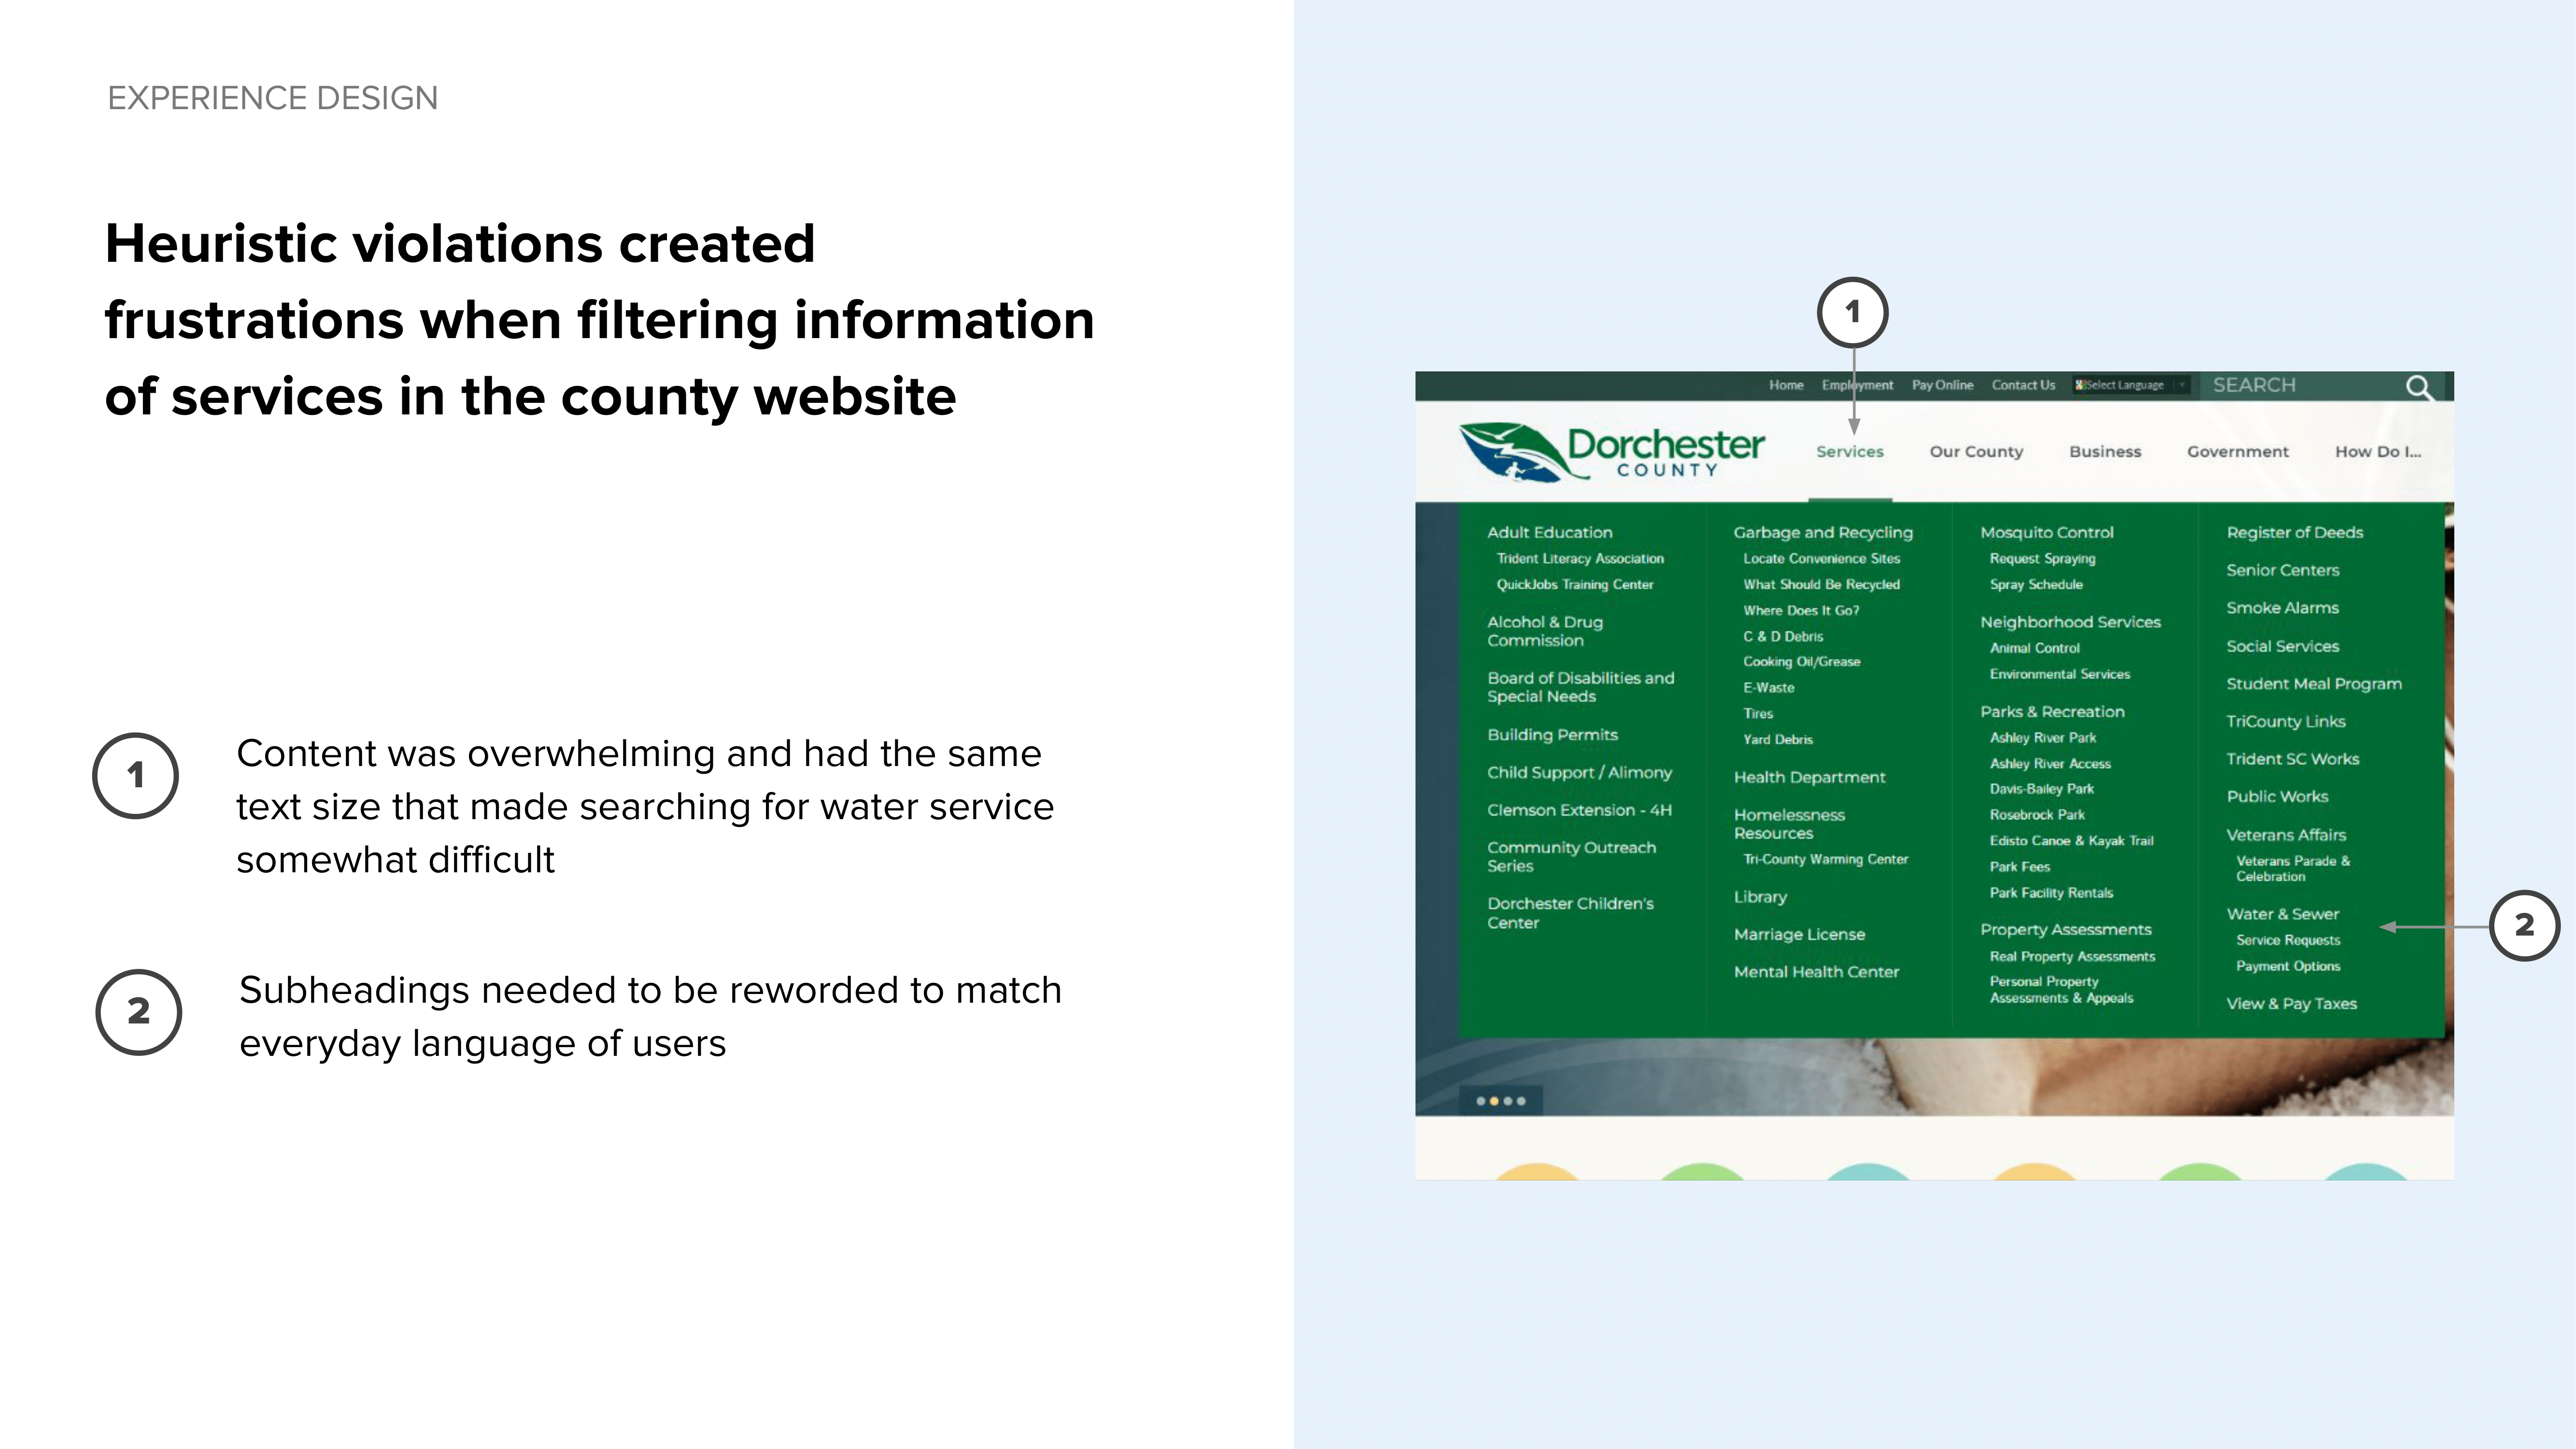 EXPERIENCE DESIGN
Heuristic violations created
frustrations when filtering information
of services in the county website
1
Content was overwhelming and had the same
text size that made searching for water service
somewhat difficult
2
Subheadings needed to be reworded to match
everyday language of users
1
Home Employment Pay Online Contact Us Select Language SEARCH
Dorchester
COUNTY
Services Our County Business Government How Do I...
Adult Education
Trident Literacy Association
QuickJobs Training Center
Alcohol & Drug
Commission
Board of Disabilities and
Special Needs
Building Permits
Child Support / Alimony
Clemson Extension - 4H
Community Outreach
Series
Dorchester Children's
Center
Garbage and Recycling
Locate Convenience Sites
What Should Be Recycled
Where Does It Go?
C & D Debris
Cooking Oil/Grease
E-Waste
Tires
Yard Debris
Health Department
Homelessness
Resources
Tri-County Warming Center
Library
Marriage License
Mental Health Center
Mosquito Control
Request Spraying
Spray Schedule
Neighborhood Services
Animal Control
Environmental Services
Parks & Recreation
Ashley River Park
Ashley River Access
Davis-Bailey Park
Rosebrock Park
Edisto Canoe & Kayak Trail
Park Fees
Park Facility Rentals
Property Assessments
Real Property Assessments
Personal Property
Assessments & Appeals
Register of Deeds
Senior Centers
Smoke Alarms
Social Services
Student Meal Program
TriCounty Links
Trident SC Works
Public Works
Veterans Affairs
Veterans Parade &
Celebration
Water & Sewer
Service Requests
Payment Options
View & Pay Taxes
2